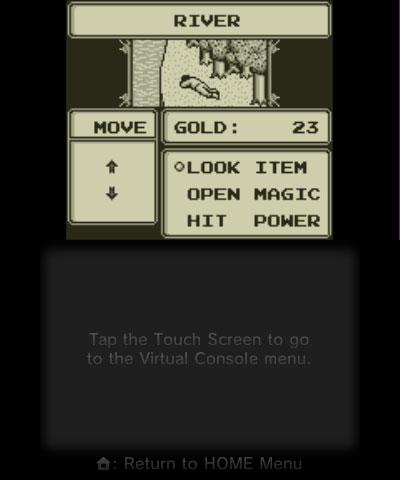 RIVER
MOVE
GOLD: 23
LOOK ITEM
OPEN MAGIC
HIT POWER
Tap the Touch Screen to go
to the Virtual Console menu.
: Return to HOME Menu